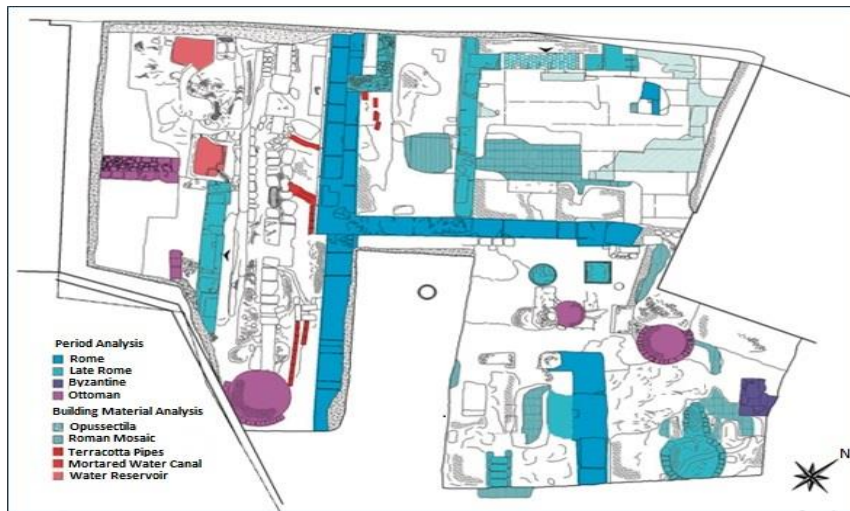 Period Analysis
Rome
Late Rome
Byzantine
Ottoman
Building Material Analysis
Opussectila
Roman Mosaic
Terracotta Pipes
Mortared Water Canal
Water Reservoir
N